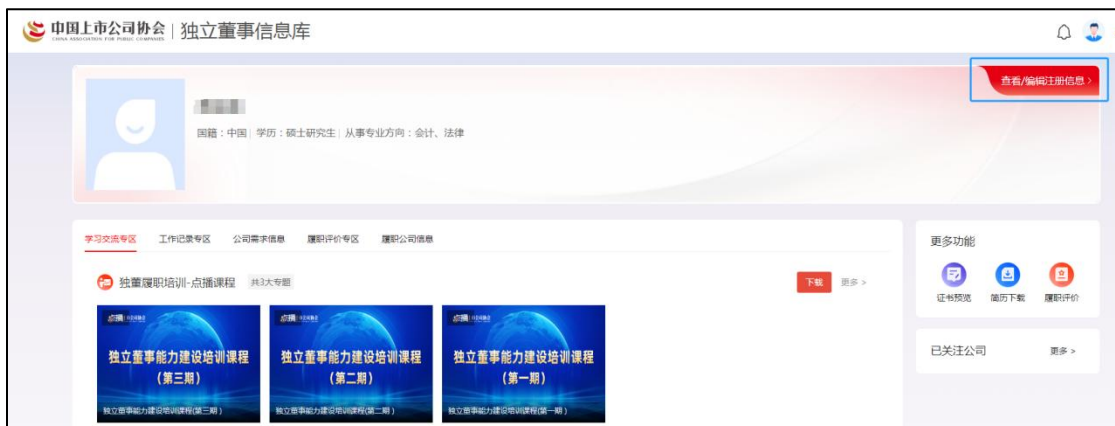 中国上市公司协会 | 独立董事信息库
CHINA ASSOCIATION FOR PUBLIC COMPANIES
查看/编辑注册信息 >
国籍：中国 | 学历：硕士研究生 | 从事专业方向：会计、法律
学习交流专区 工作记录专区 公司需求信息 履职评价专区 履职公司信息
更多功能
独董履职培训-点播课程 共3大专题 下载 更多 >
证书预览 简历下载 履职评价
独立董事能力建设培训课程
（第三期）
独立董事能力建设培训课程(第三期）
独立董事能力建设培训课程
（第二期）
独立董事能力建设培训课程(第二期）
独立董事能力建设培训课程
（第一期）
独立董事能力建设培训课程(第一期）
已关注公司 更多 >